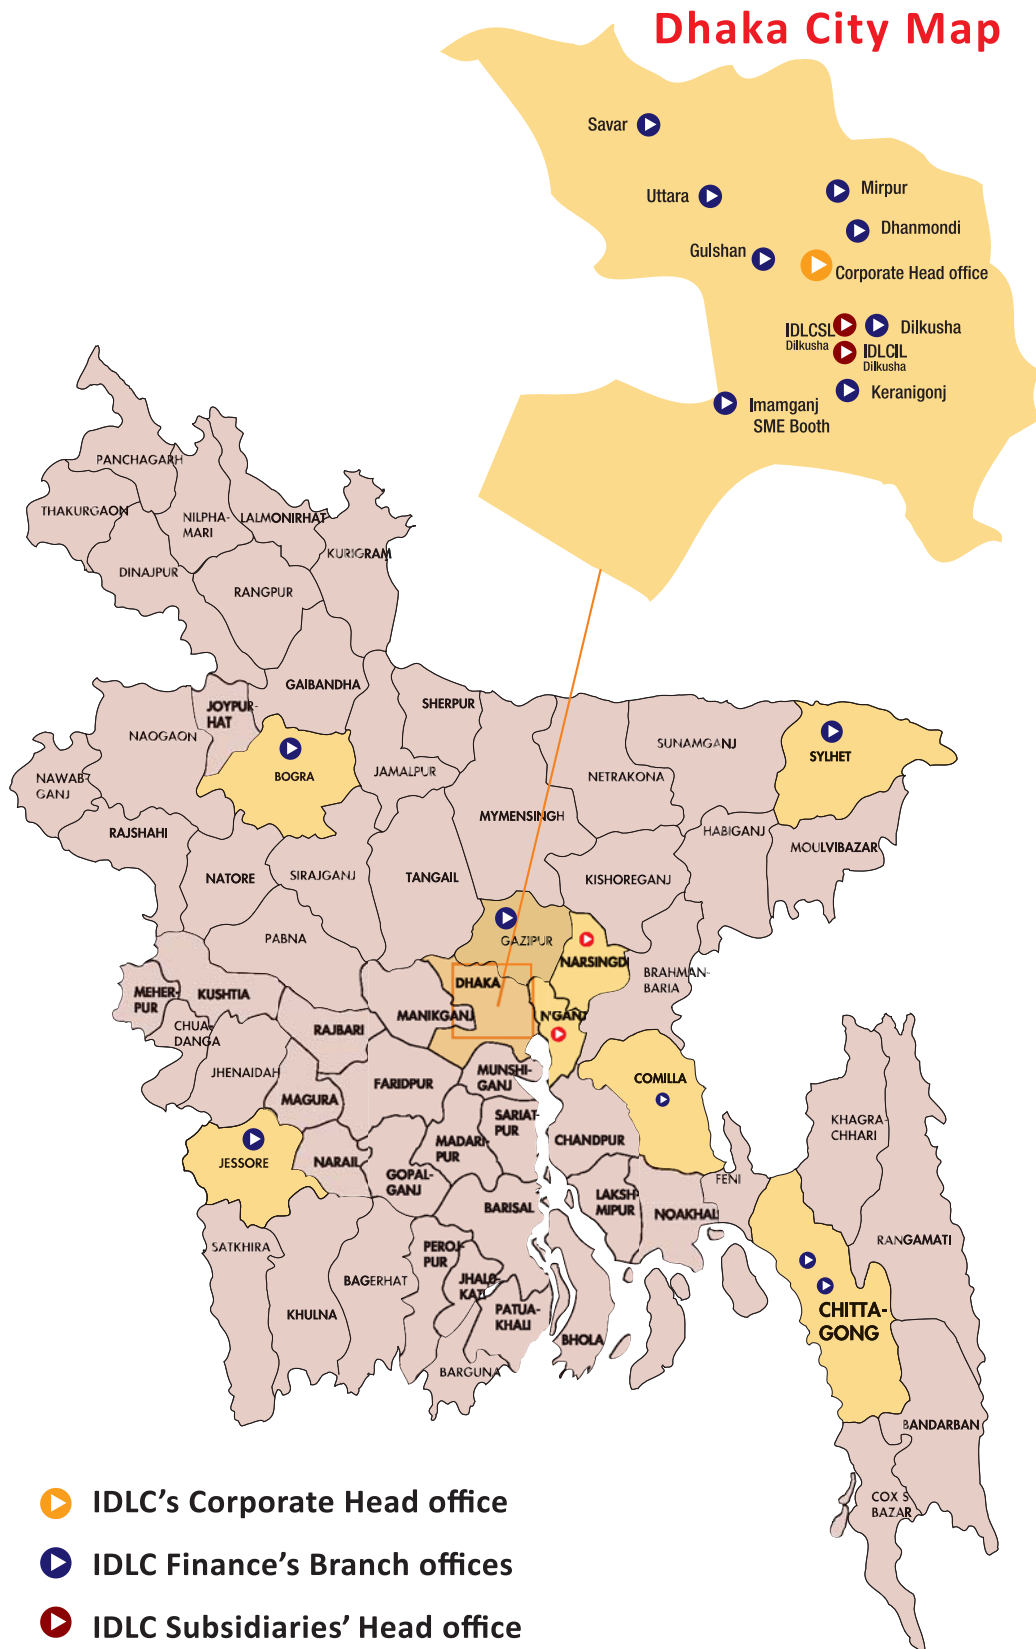 Dhaka City Map
Savar
Uttara
Mirpur
Dhanmondi
Gulshan
Corporate Head office
IDLCSL
Dilkusha
Dilkusha
IDLCIL
Dilkusha
Keranigonj
Imamganj
SME Booth
PANCHAGARH
THAKURGAON
NILPHA-
MARI
LALMONIRHAT
KURIGRAM
DINAJPUR
RANGPUR
GAIBANDHA
JOYPUR-
HAT
SHERPUR
NAOGAON
BOGRA
JAMALPUR
NAWAB-
GANJ
SUNAMGANJ
SYLHET
NETRAKONA
RAJSHAHI
MYMENSINGH
HABIGANJ
MOULVIBAZAR
NATORE
SIRAJGANJ
TANGAIL
KISHOREGANJ
PABNA
GAZIPUR
NARSINGD
BRAHMAN-
BARIA
DHAKA
MEHER-
PUR
KUSHTIA
MANIKGANJ
N'GANJ
CHUA-
DANGA
RAJBARI
JHENAIDAH
MAGURA
FARIDPUR
MUNSHI-
GANJ
COMILLA
SARIAT-
PUR
MADARI-
PUR
CHANDPUR
KHAGRA-
CHHARI
JESSORE
NARAIL
GOPAL-
GANJ
FENI
LAKSH-
MIPUR
NOAKHALI
BARISAL
RANGAMATI
SATKHIRA
PEROJ-
PUR
BAGERHAT
JHALO-
KAZI
KHULNA
PATUA-
KHALI
BHOLA
BARGUNA
CHITTA-
GONG
BANDARBAN
COX S
BAZAR
IDLC's Corporate Head office
IDLC Finance's Branch offices
IDLC Subsidiaries' Head office